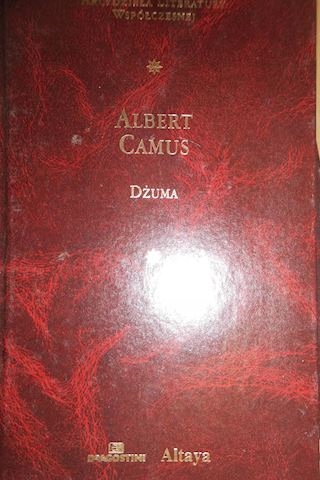 ARCYDZIEŁA LITERATURY
WSPÓŁCZESNEJ
ALBERT
CAMUS
DŻUMA
DEAGOSTINI Altaya